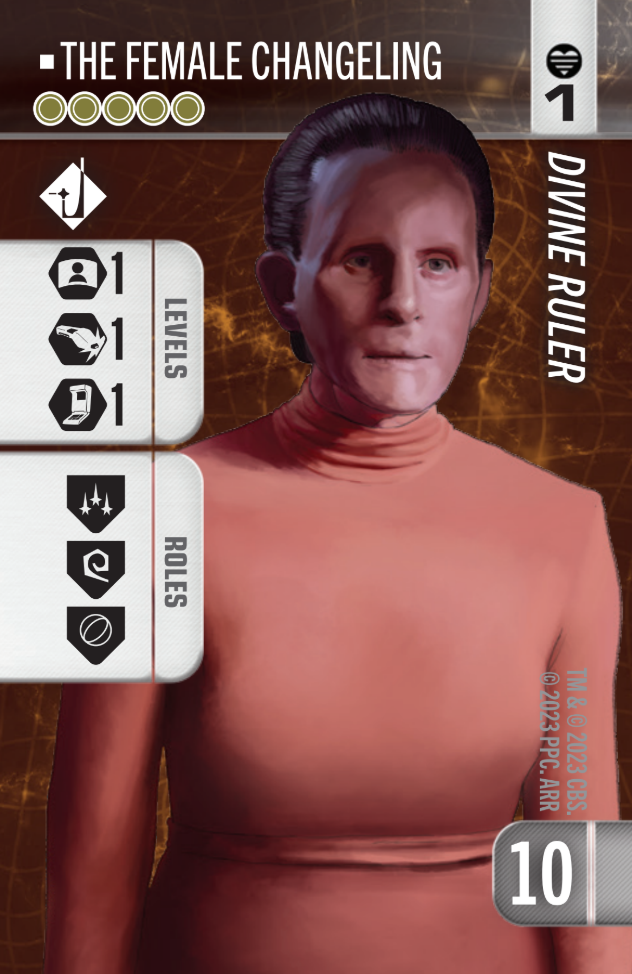 THE FEMALE CHANGELING
1
DIVINE RULER
1
1
1
LEVELS
ROLES
TM & © 2023 CBS.
© 2023 PPC. ARR
10